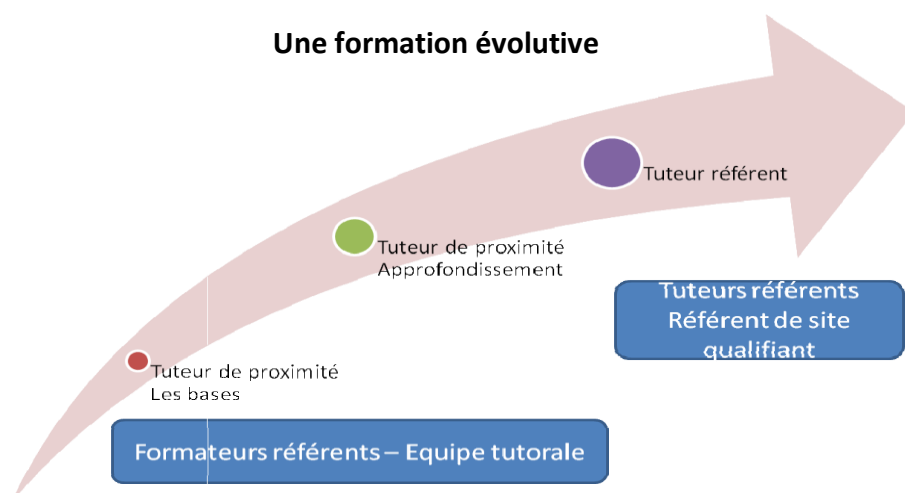 Une formation évolutive
Tuteur référent
Tuteur de proximité
Approfondissement
Tuteurs référents
Référent de site
qualifiant
Tuteur de proximité
Les bases
Formateurs référents – Equipe tutorale